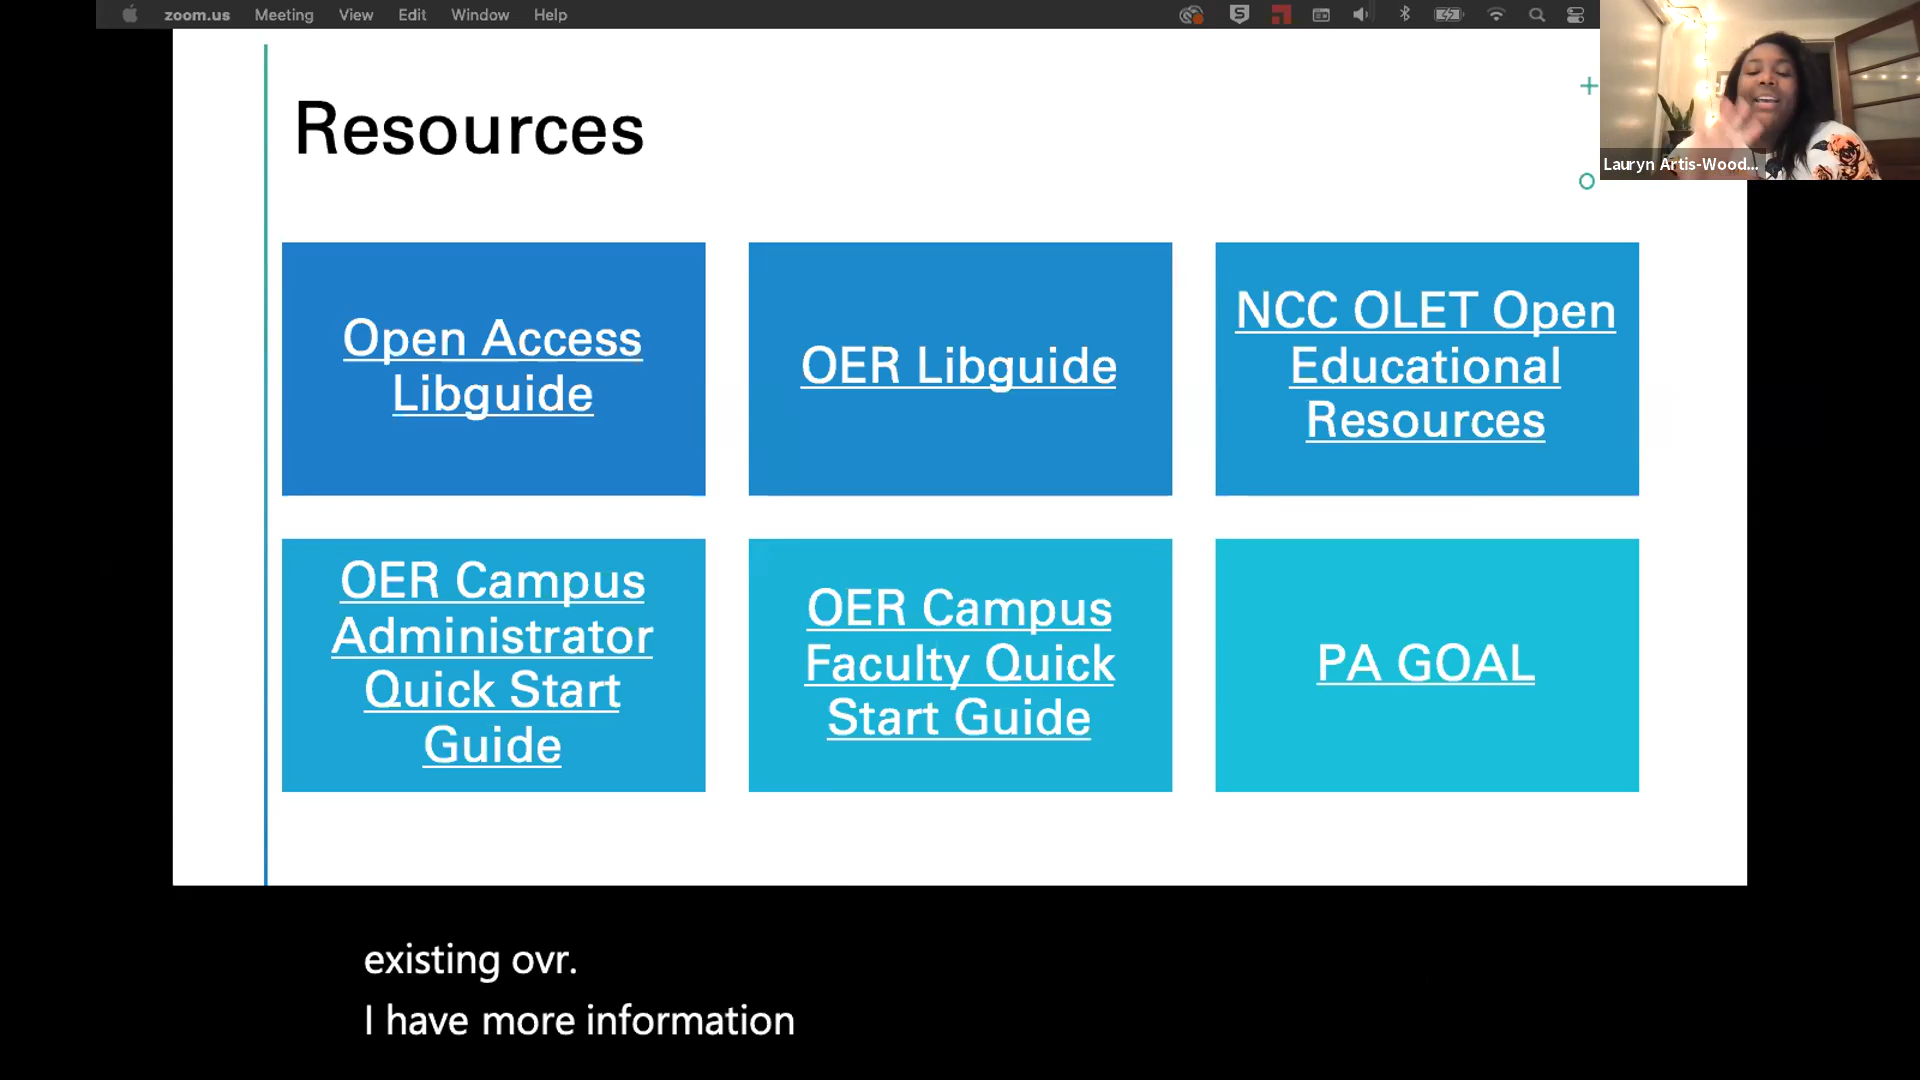 zoom.us Meeting View Edit Window Help
Resources
Lauryn Artis-Wood...
Open Access
Libguide
OER Libguide
NCC OLET Open
Educational
Resources
OER Campus
Administrator
Quick Start
Guide
OER Campus
Faculty Quick
Start Guide
PA GOAL
existing ovr.
I have more information